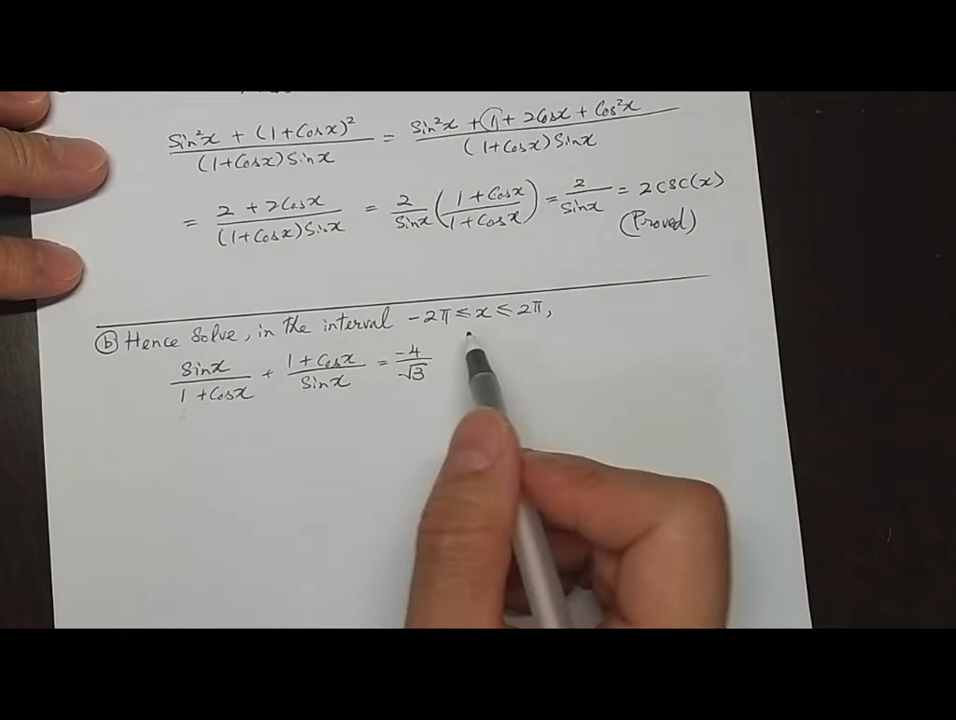 sin²x + (1+cosx)² / (1+cosx) sinx = sin²x + 1 + 2cosx + cos²x / (1+cosx) sinx
= 2 + 2cosx / (1+cosx) sinx = 2 / sinx (1+cosx / 1+cosx) = 2 / sinx = 2csc(x)
(Proved)
ⓑ Hence solve, in the interval -2π ≤ x ≤ 2π,
sinx / 1+cosx + 1+cosx / sinx = -4 / √3